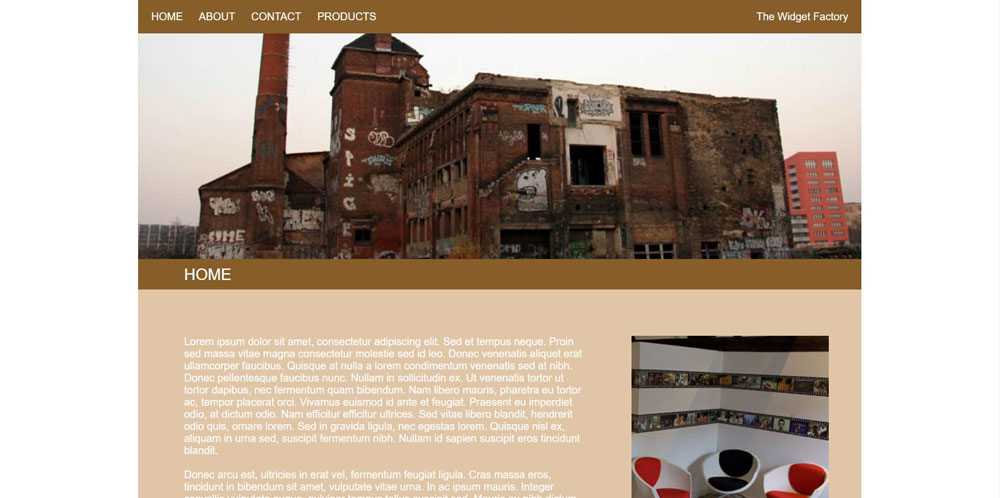 HOME ABOUT CONTACT PRODUCTS The Widget Factory
HOME
Lorem ipsum dolor sit amet, consectetur adipiscing elit. Sed et tempus neque. Proin
sed massa vitae magna consectetur molestie sed id leo. Donec venenatis aliquet erat
ullamcorper faucibus. Quisque at nulla a lorem condimentum venenatis sed at nibh.
Donec pellentesque faucibus nunc. Nullam in sollicitudin ex. Ut venenatis tortor ut
tortor dapibus, nec fermentum quam bibendum. Nam libero mauris, pharetra eu tortor
ac, tempor placerat orci. Vivamus euismod id ante et feugiat. Praesent eu imperdiet
odio, at dictum odio. Nam efficitur efficitur ultrices. Sed vitae libero blandit, hendrerit
odio quis, ornare lorem. Sed in gravida ligula, nec egestas lorem. Quisque nisl ex,
aliquam in urna sed, suscipit fermentum nibh. Nullam id sapien suscipit eros tincidunt
blandit.
Donec arcu est, ultricies in erat vel, fermentum feugiat ligula. Cras massa eros,
tincidunt in bibendum sit amet, vulputate vitae urna. In ac ipsum mauris. Integer